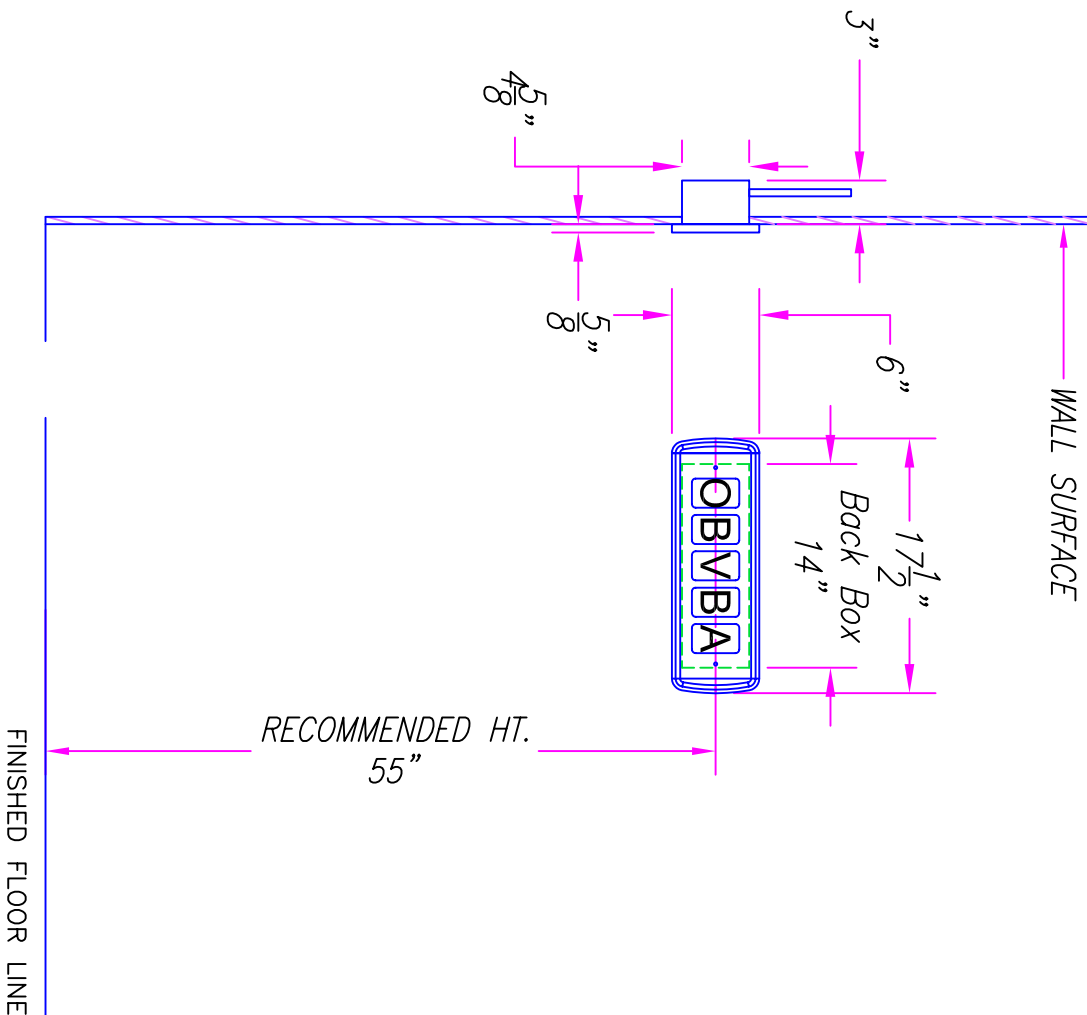 3"
4 5/8"
5/8"
6"
WALL SURFACE
17 1/2"
Back Box
14"
OBVBA
RECOMMENDED HT.
55"
FINISHED FLOOR LINE